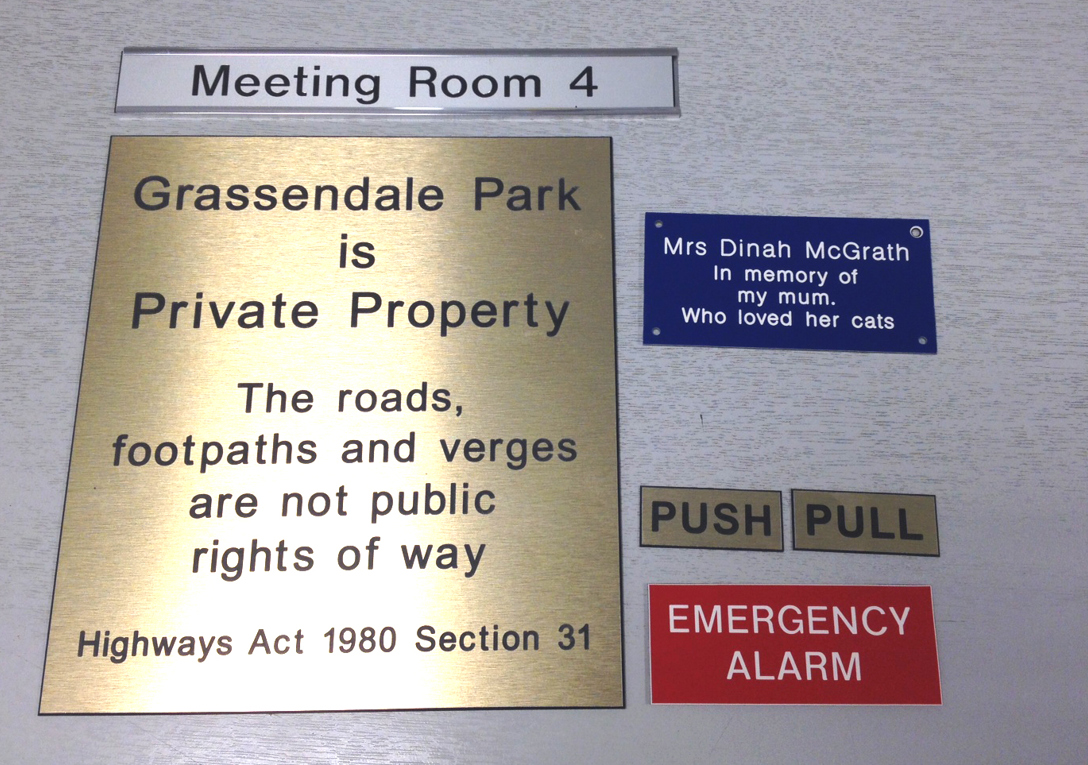 Meeting Room 4
Grassendale Park
is
Private Property
The roads,
footpaths and verges
are not public
rights of way
Highways Act 1980 Section 31
Mrs Dinah McGrath
In memory of
my mum.
Who loved her cats
PUSH
PULL
EMERGENCY
ALARM